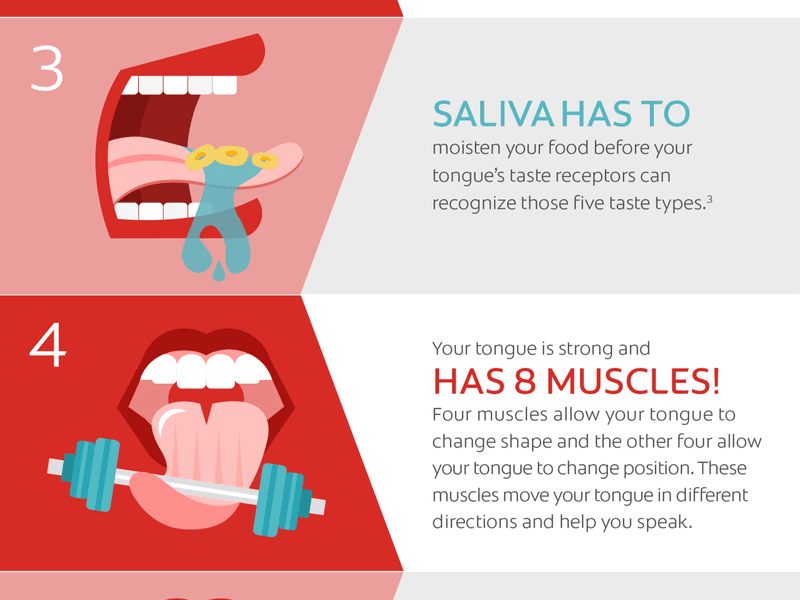 3
SALIVA HAS TO
moisten your food before your
tongue’s taste receptors can
recognize those five taste types.³
4
Your tongue is strong and
HAS 8 MUSCLES!
Four muscles allow your tongue to
change shape and the other four allow
your tongue to change position. These
muscles move your tongue in different
directions and help you speak.